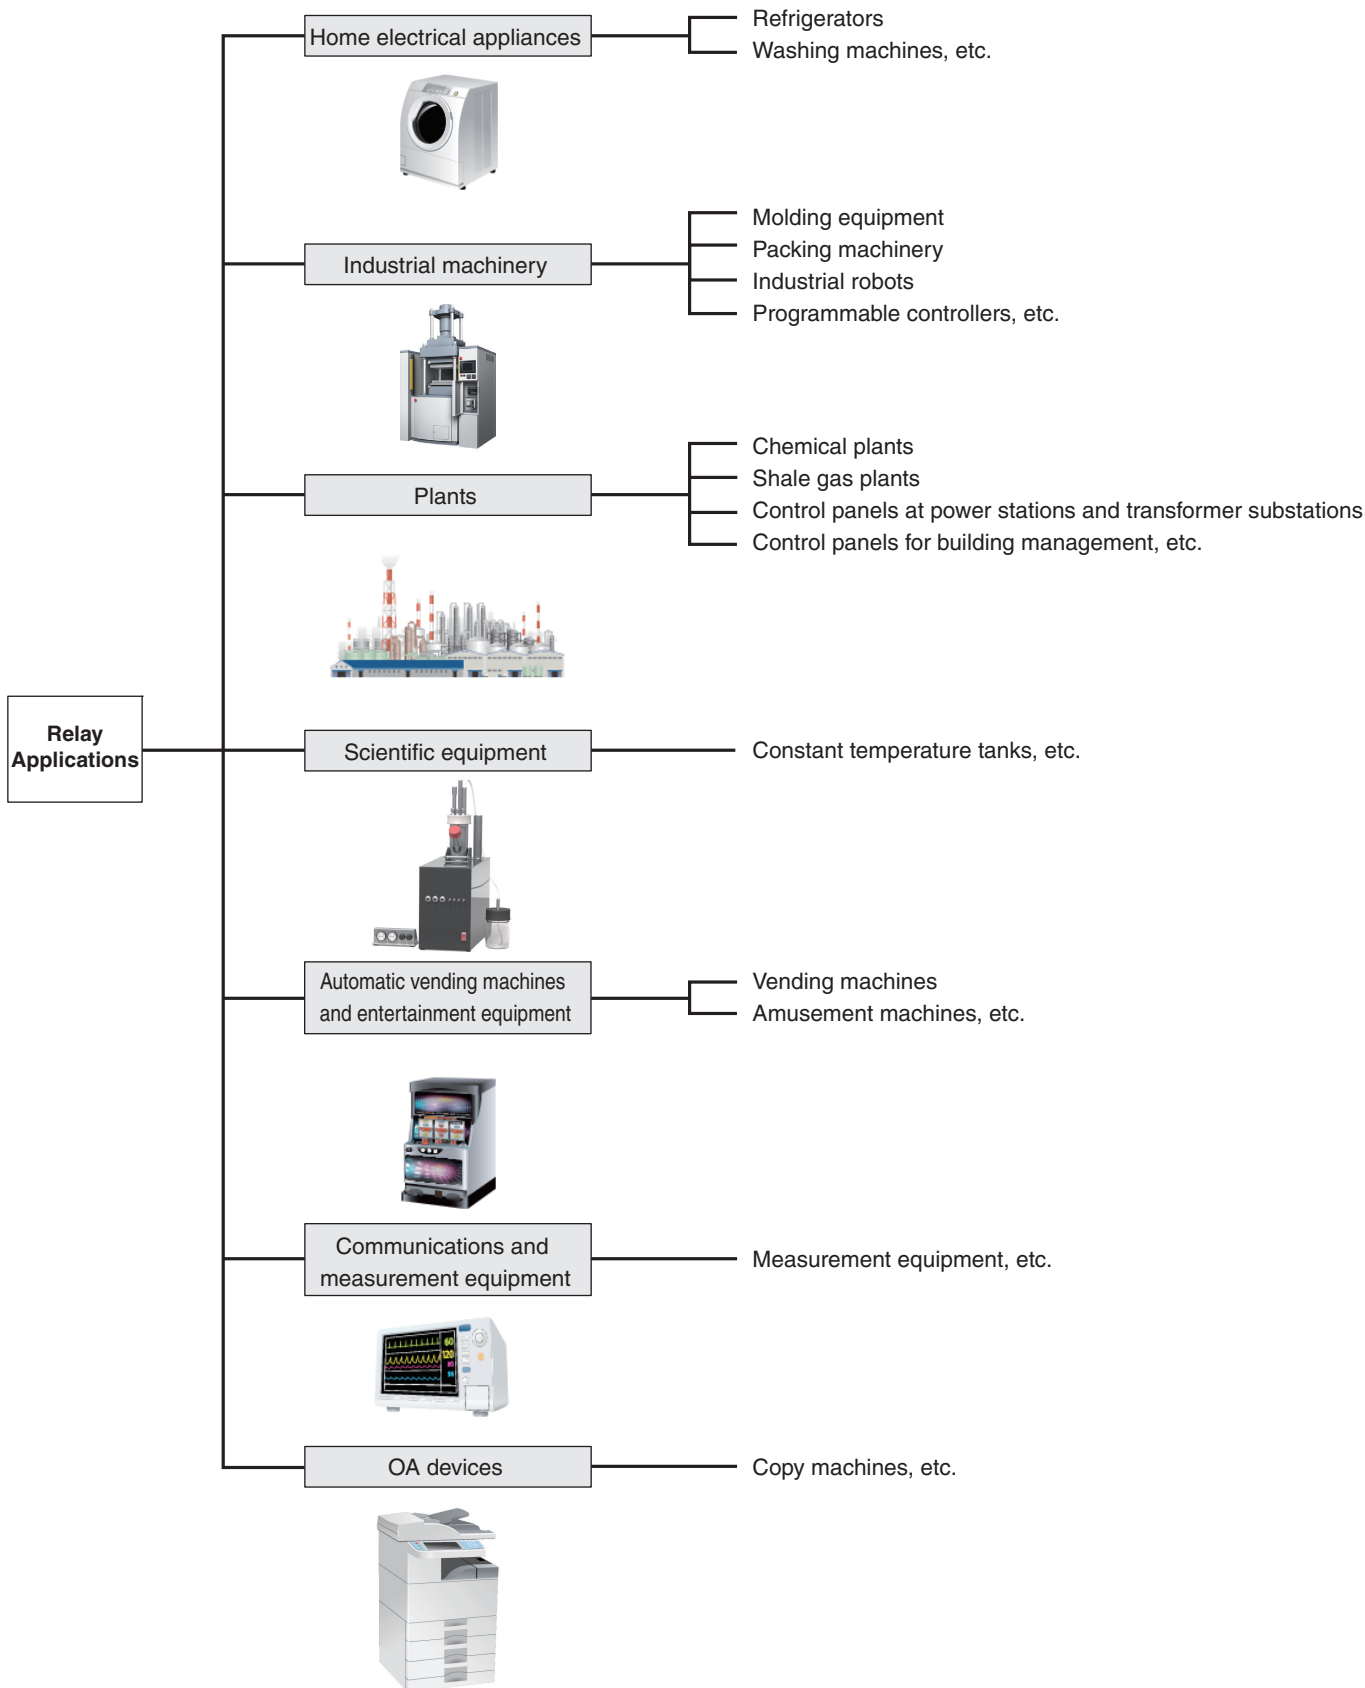 Home electrical appliances
Refrigerators
Washing machines, etc.
Industrial machinery
Molding equipment
Packing machinery
Industrial robots
Programmable controllers, etc.
Plants
Chemical plants
Shale gas plants
Control panels at power stations and transformer substations
Control panels for building management, etc.
Relay
Applications
Scientific equipment
Constant temperature tanks, etc.
Automatic vending machines
and entertainment equipment
Vending machines
Amusement machines, etc.
Communications and
measurement equipment
Measurement equipment, etc.
60
120
OA devices
Copy machines, etc.